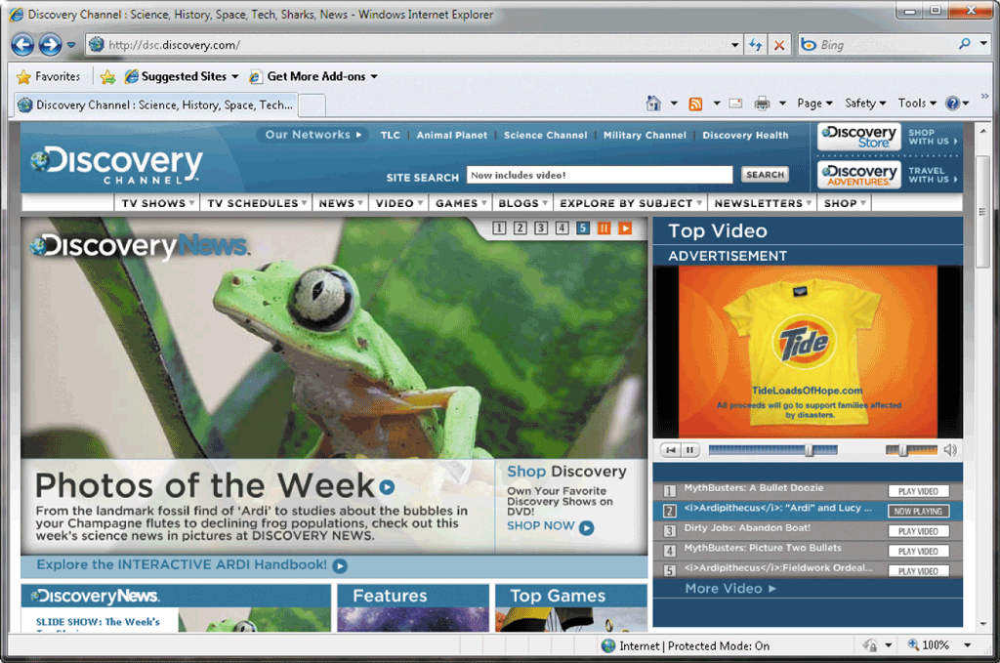 Discovery Channel : Science, History, Space, Tech, Sharks, News - Windows Internet Explorer
http://dsc.discovery.com/
Bing
Favorites
Suggested Sites
Get More Add-ons
Discovery Channel : Science, History, Space, Tech...
Page
Safety
Tools
Our Networks
TLC
Animal Planet
Science Channel
Military Channel
Discovery Health
Discovery
CHANNEL
SITE SEARCH
Now includes video!
SEARCH
Discovery
Store
SHOP
WITH US
Discovery
ADVENTURES
TRAVEL
WITH US
TV SHOWS
TV SCHEDULES
NEWS
VIDEO
GAMES
BLOGS
EXPLORE BY SUBJECT
NEWSLETTERS
SHOP
Discovery News.
1 2 3 4 5
Top Video
ADVERTISEMENT
Tide
TideLoadsOfHope.com
All proceeds will go to support families affected
by disasters.
Photos of the Week
From the landmark fossil find of 'Ardi' to studies about the bubbles in
your Champagne flutes to declining frog populations, check out this
week's science news in pictures at DISCOVERY NEWS.
Shop Discovery
Own Your Favorite
Discovery Shows on
DVD!
SHOP NOW
Explore the INTERACTIVE ARDI Handbook!
1 MythBusters: A Bullet Doozie PLAY VIDEO
2 <i>Ardipithecus</i>: "Ardi" and Lucy ... NOW PLAYING
3 Dirty Jobs: Abandon Boat! PLAY VIDEO
4 MythBusters: Picture Two Bullets PLAY VIDEO
5 <i>Ardipithecus</i>:Fieldwork Ordeal... PLAY VIDEO
More Video
Discovery News.
SLIDE SHOW: The Week's
Features
Top Games
Internet | Protected Mode: On
100%